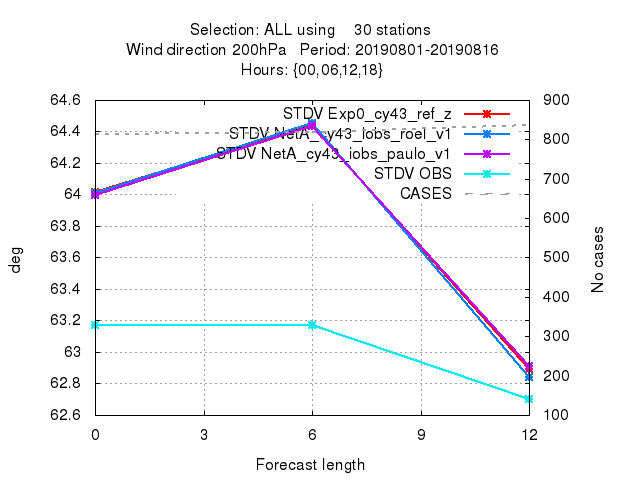 Selection: ALL using 30 stations
Wind direction 200hPa Period: 20190801-20190816
Hours: {00,06,12,18}
STDV Exp0_cy43_ref_z
STDV NetA_cy43_iobs_roel_v1
STDV NetA_cy43_iobs_paulo_v1
STDV OBS
CASES
64.6
64.4
64.2
64
63.8
63.6
63.4
63.2
63
62.8
62.6
deg
900
800
700
600
500
400
300
200
100
No cases
0 3 6 9 12
Forecast length